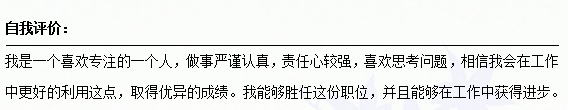 自我评价：
我是一个喜欢专注的一个人，做事严谨认真，责任心较强，喜欢思考问题，相信我会在工作
中更好的利用这点，取得优异的成绩。我能够胜任这份职位，并且能够在工作中获得进步。